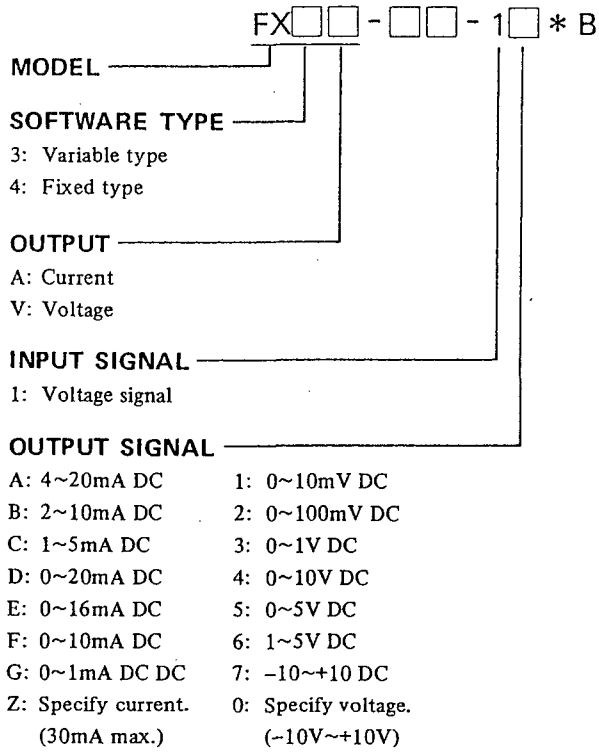 FX□□-□□-1□*B
MODEL
SOFTWARE TYPE
3: Variable type
4: Fixed type
OUTPUT
A: Current
V: Voltage
INPUT SIGNAL
1: Voltage signal
OUTPUT SIGNAL
A: 4~20mA DC
B: 2~10mA DC
C: 1~5mA DC
D: 0~20mA DC
E: 0~16mA DC
F: 0~10mA DC
G: 0~1mA DC DC
Z: Specify current.
(30mA max.)
1: 0~10mV DC
2: 0~100mV DC
3: 0~1V DC
4: 0~10V DC
5: 0~5V DC
6: 1~5V DC
7: –10~+10 DC
0: Specify voltage.
(–10V~+10V)